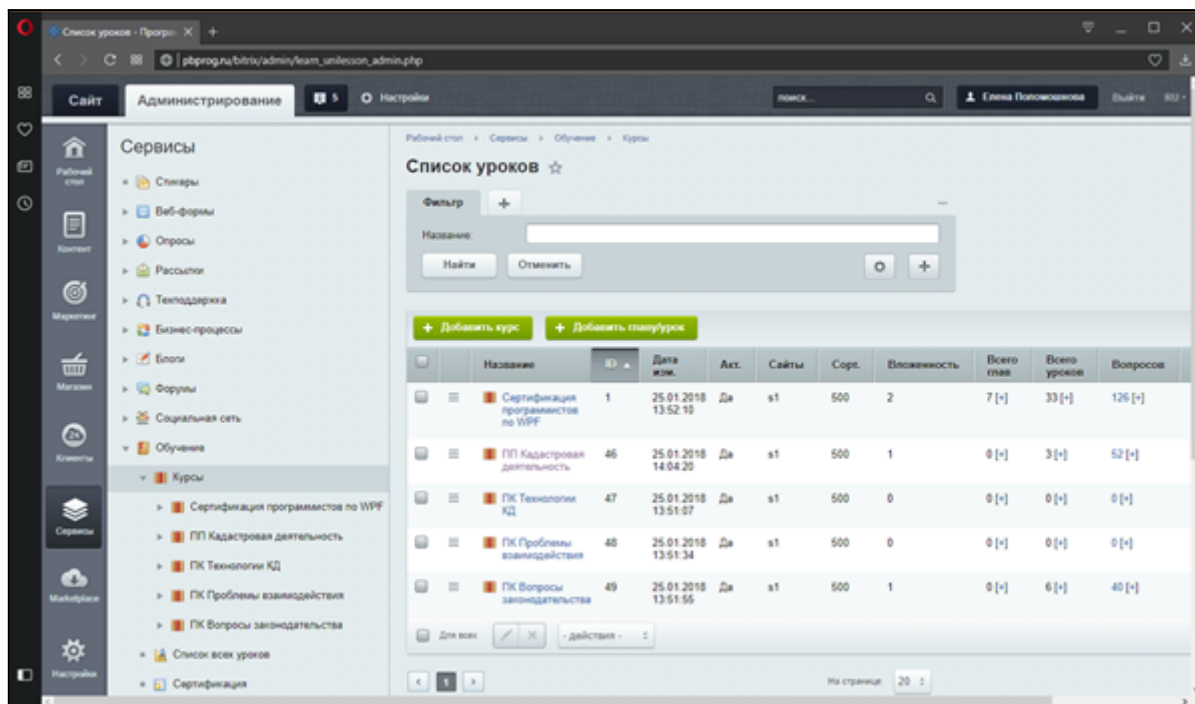 Список уроков - Програ
pbprog.ru/bitrix/admin/learn_unilesson_admin.php
Сайт
Администрирование
5
Настройки
поиск...
Елена Попомошнова
Выйти
RU
Рабочий стол
Контент
Маркетинг
Магазин
24
Клиенты
Сервисы
Marketplace
Настройки
Сервисы
Стикеры
Веб-формы
Опросы
Рассылки
Техподдержка
Бизнес-процессы
Блоги
Форумы
Социальная сеть
Обучение
Курсы
Сертификация программистов по WPF
ПП Кадастровая деятельность
ПК Технологии КД
ПК Проблемы взаимодействия
ПК Вопросы законодательства
Список всех уроков
Сертификация
Рабочий стол Сервисы Обучение Курсы
Список уроков
Фильтр
Название:
Найти Отменить
+ Добавить курс + Добавить главу/урок
Название ID Дата изм. Акт. Сайты Сорт. Вложенность Всего глав Всего уроков Вопросов
Сертификация программистов по WPF 1 25.01.2018 13:52:10 Да s1 500 2 7 [+] 33 [+] 126 [+]
ПП Кадастровая деятельность 46 25.01.2018 14:04:20 Да s1 500 1 0 [+] 3 [+] 52 [+]
ПК Технологии КД 47 25.01.2018 13:51:07 Да s1 500 0 0 [+] 0 [+] 0 [+]
ПК Проблемы взаимодействия 48 25.01.2018 13:51:34 Да s1 500 0 0 [+] 0 [+] 0 [+]
ПК Вопросы законодательства 49 25.01.2018 13:51:55 Да s1 500 1 0 [+] 6 [+] 40 [+]
Для всех - действия -
1
На странице: 20